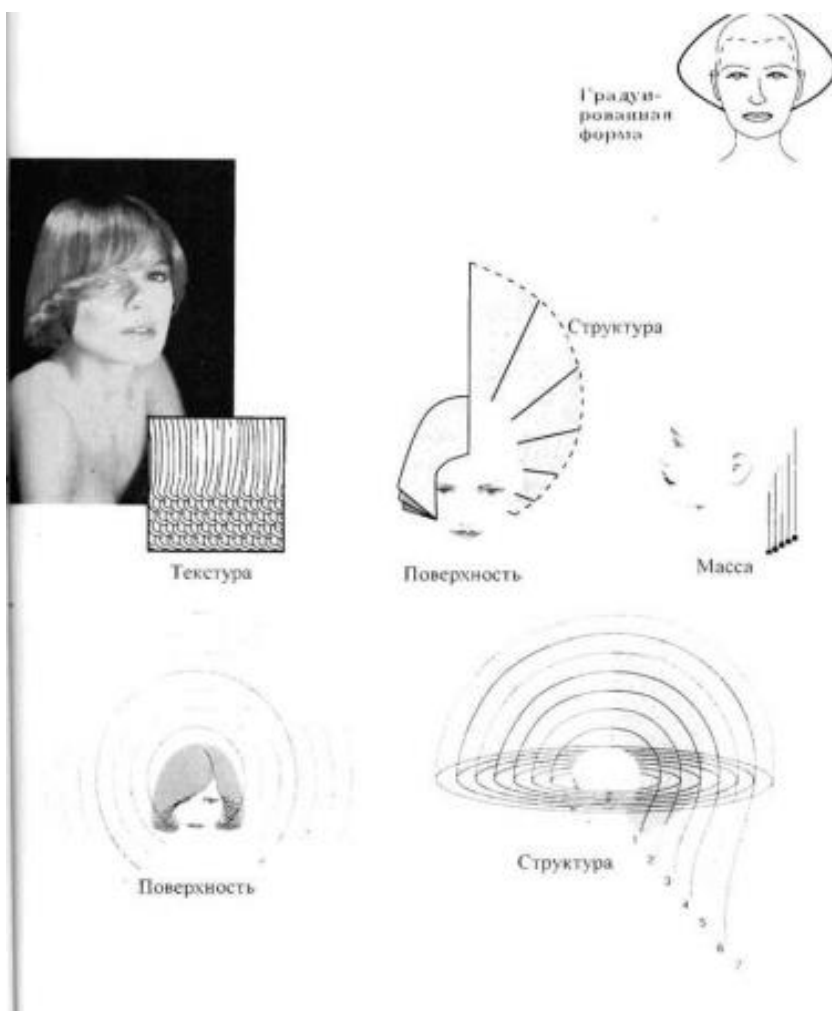 Градуи-
рованная
форма
Структура
Текстура
Поверхность
Масса
Поверхность
Структура
1
2
3
4
5
6
7